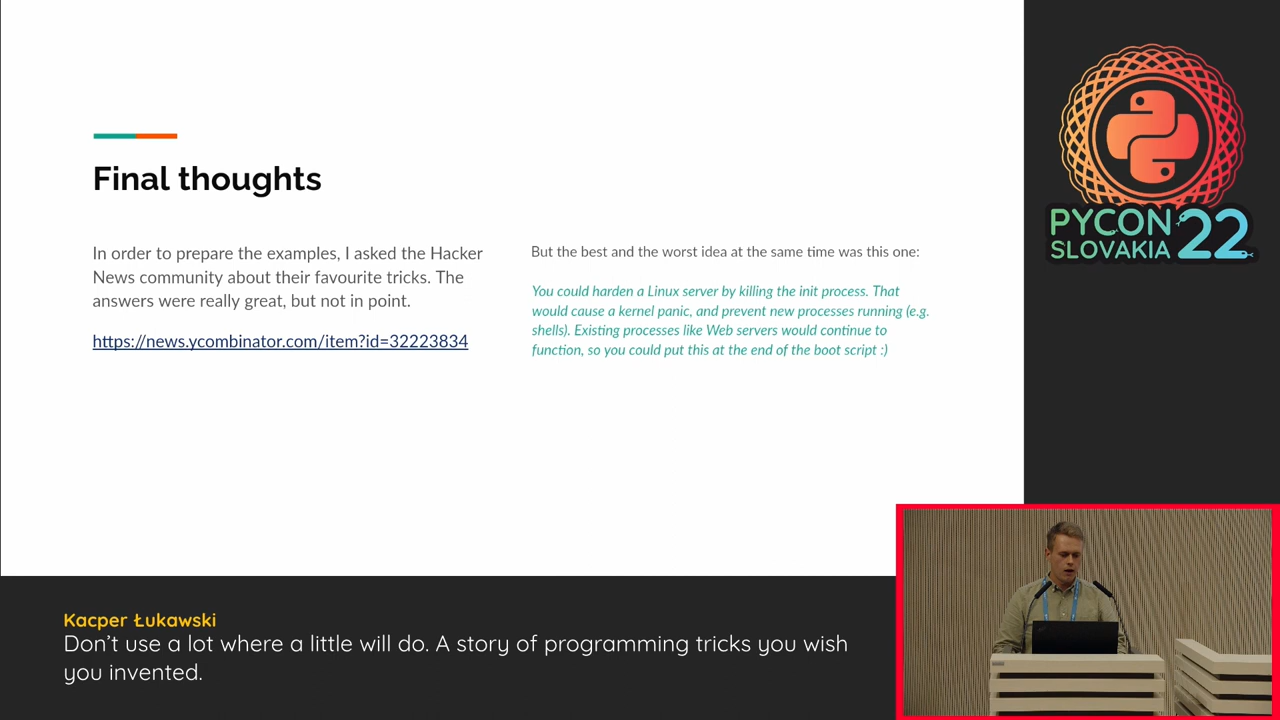 Final thoughts
In order to prepare the examples, I asked the Hacker
News community about their favourite tricks. The
answers were really great, but not in point.
https://news.ycombinator.com/item?id=32223834
But the best and the worst idea at the same time was this one:
You could harden a Linux server by killing the init process. That
would cause a kernel panic, and prevent new processes running (e.g.
shells). Existing processes like Web servers would continue to
function, so you could put this at the end of the boot script :)
PYCON
SLOVAKIA 22
Kacper Łukawski
Don’t use a lot where a little will do. A story of programming tricks you wish
you invented.